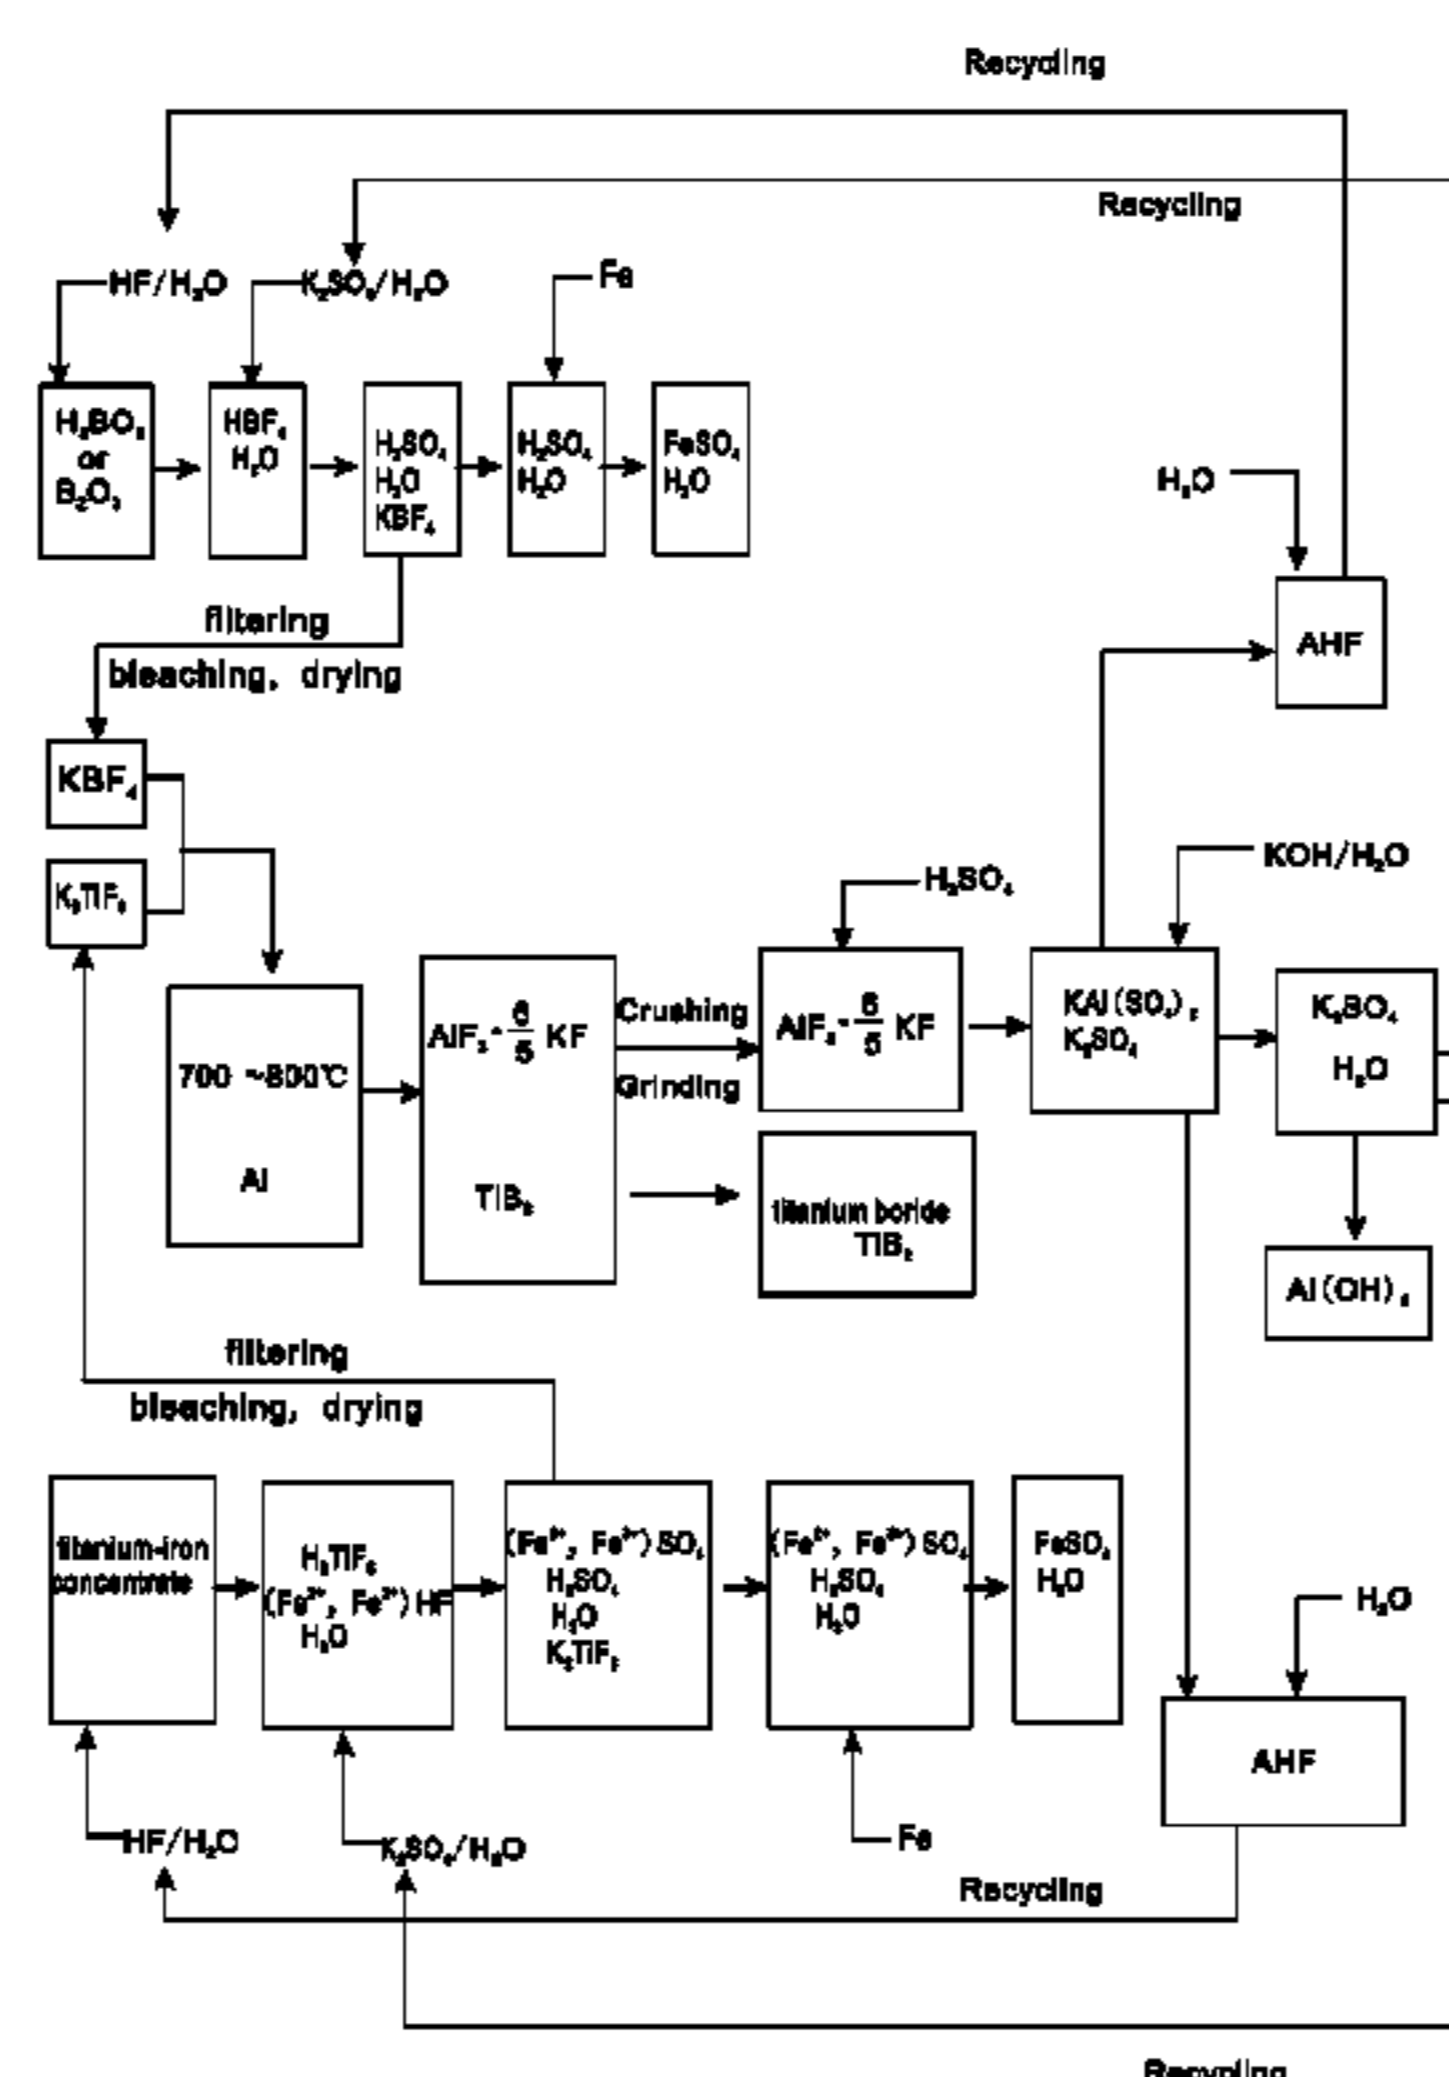 Recycling
Recycling
HF/H₂O
K₂SO₄/H₂O
Fe
H₃BO₃
or
B₂O₃
HBF₄
H₂O
H₂SO₄
H₂O
KBF₄
H₂SO₄
H₂O
FeSO₄
H₂O
H₂O
filtering
bleaching, drying
AHF
KBF₄
K₂TiF₆
KOH/H₂O
H₂SO₄
700 ~800℃
Al
AlF₃·6/5 KF
TiB₂
Crushing
Grinding
AlF₃·6/5 KF
titanium boride
TiB₂
KAl(SO₄)₂
K₂SO₄
K₂SO₄
H₂O
Al(OH)₃
filtering
bleaching, drying
titanium-iron
concentrate
H₂TiF₆
(Fe²⁺, Fe³⁺)HF
H₂O
(Fe²⁺, Fe³⁺)SO₄
H₂SO₄
H₂O
K₂TiF₆
(Fe²⁺, Fe³⁺)SO₄
H₂SO₄
H₂O
FeSO₄
H₂O
H₂O
AHF
HF/H₂O
K₂SO₄/H₂O
Fe
Recycling
Recycling